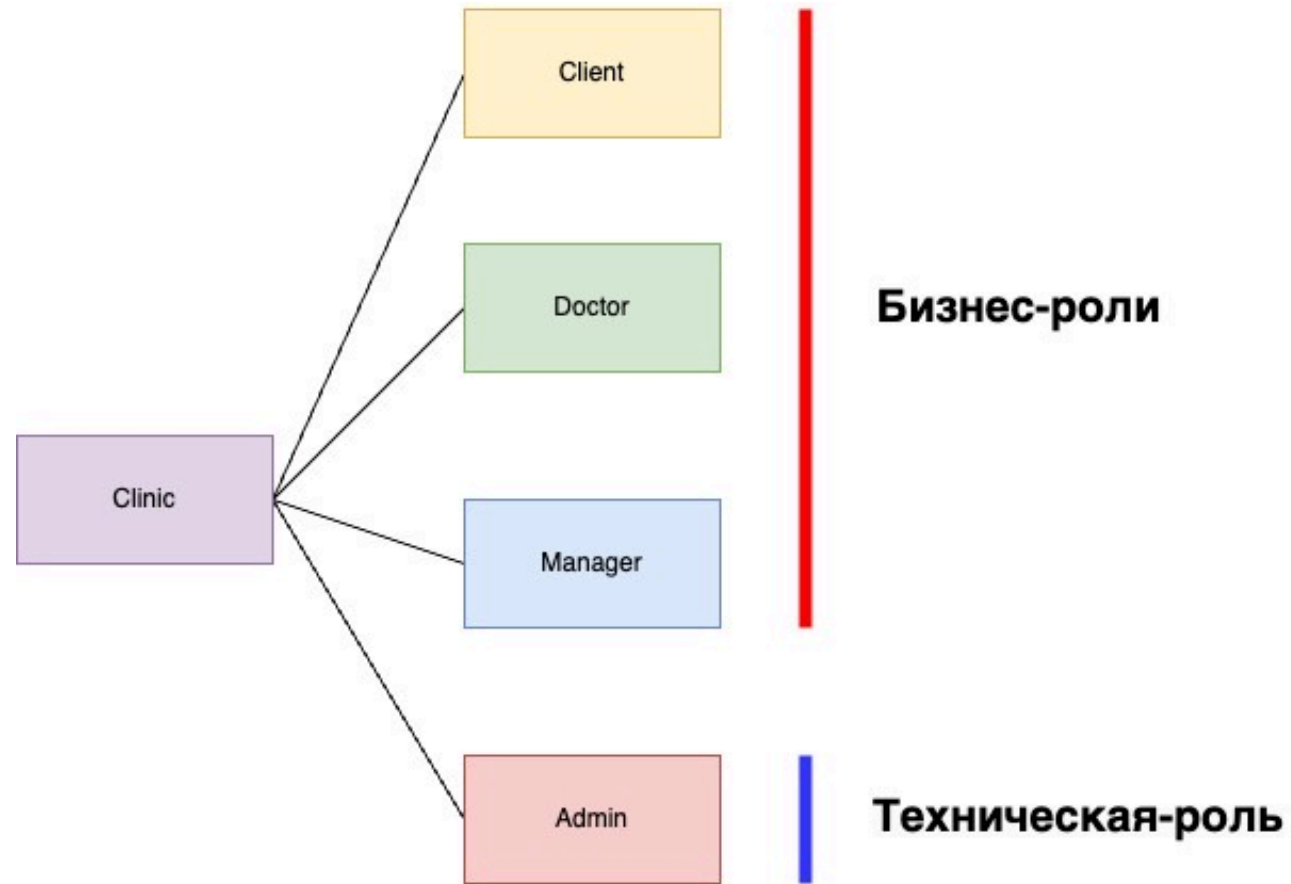 Client
Doctor
Бизнес-роли
Clinic
Manager
Admin
Техническая-роль